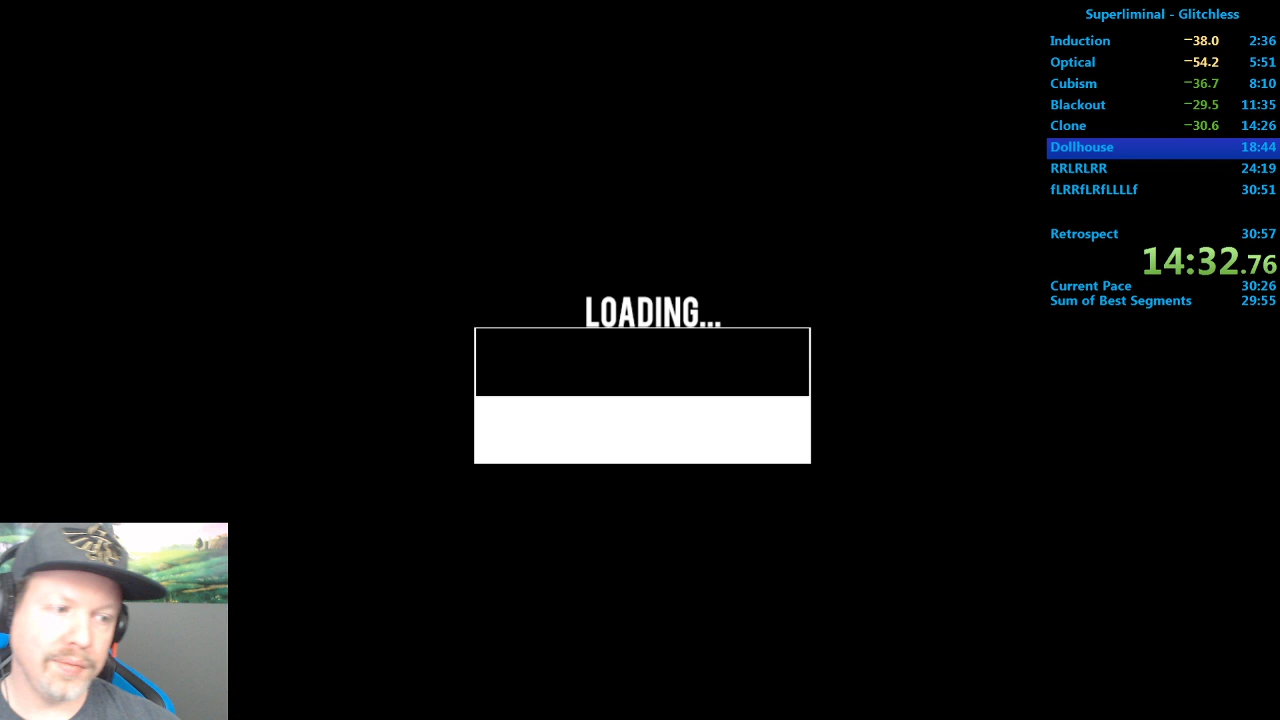 Superliminal - Glitchless
Induction −38.0 2:36
Optical −54.2 5:51
Cubism −36.7 8:10
Blackout −29.5 11:35
Clone −30.6 14:26
Dollhouse 18:44
RRLRLRR 24:19
fLRRfLRfLLLLf 30:51
Retrospect 30:57
14:32.76
Current Pace 30:26
Sum of Best Segments 29:55
LOADING...